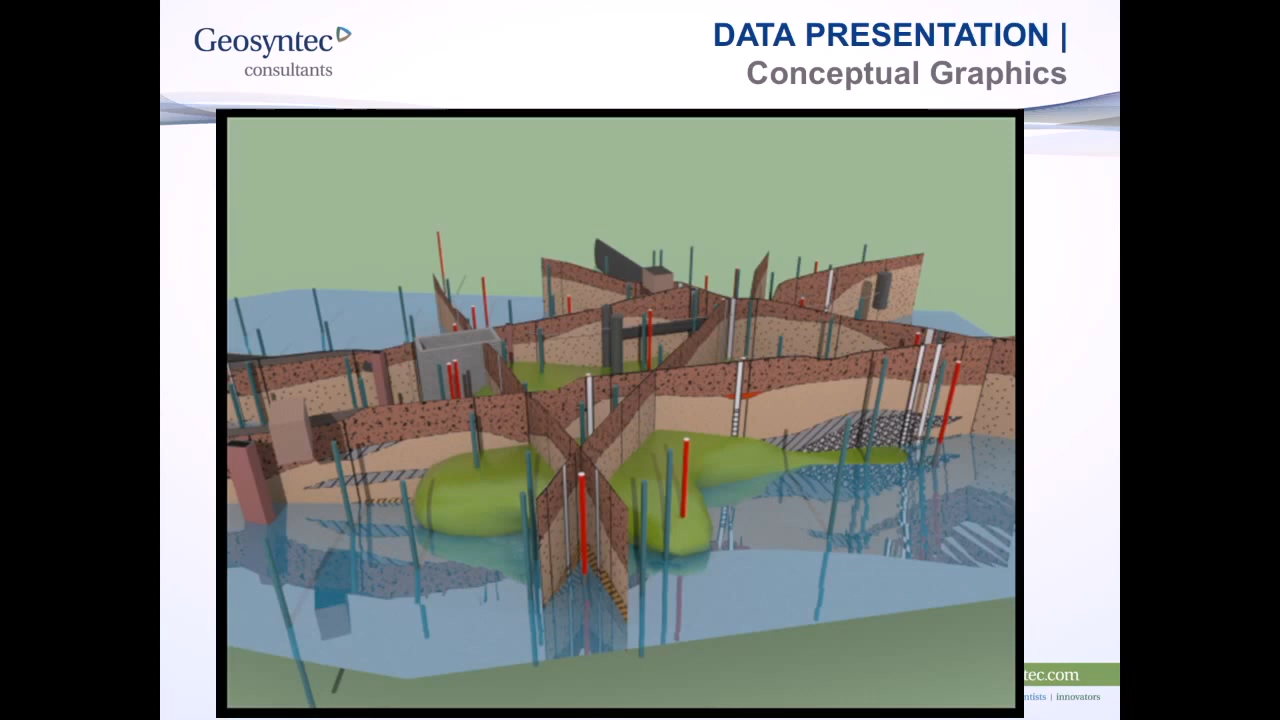 Geosyntec
consultants
DATA PRESENTATION |
Conceptual Graphics
tec.com
ntists | innovators